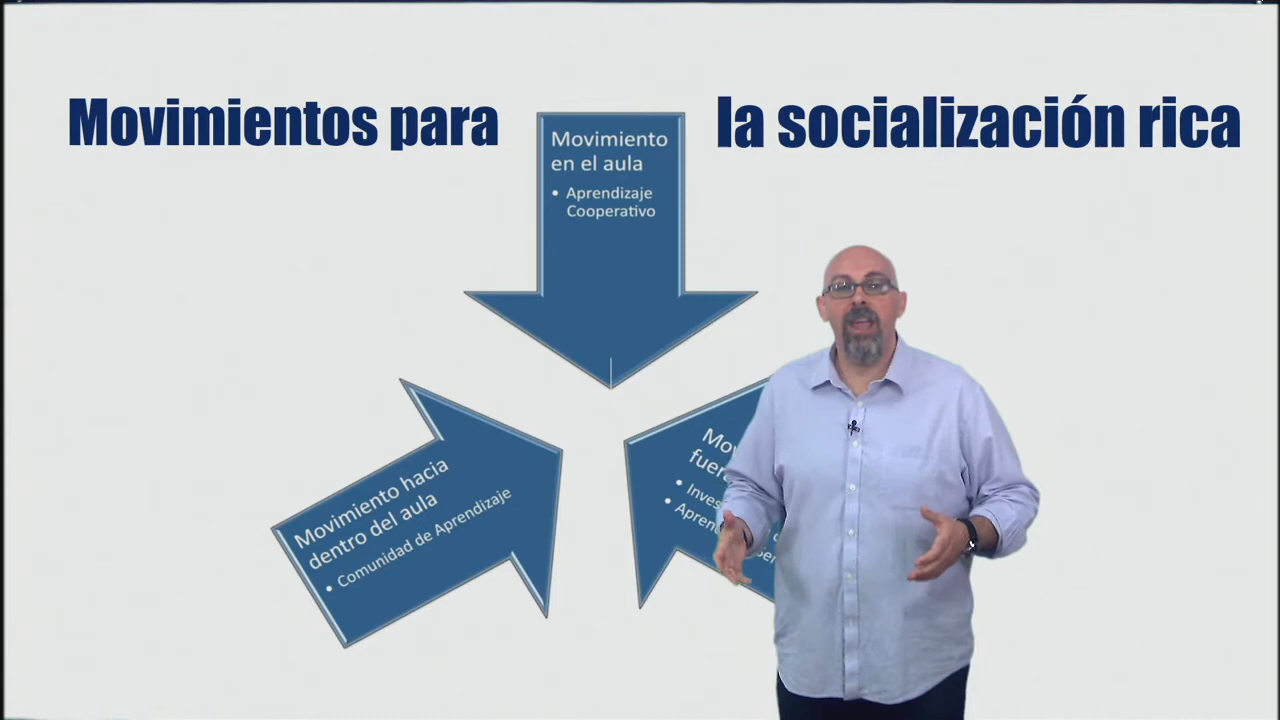 Movimientos para la socialización rica
Movimiento
en el aula
• Aprendizaje
Cooperativo
Movimiento hacia
dentro del aula
• Comunidad de Aprendizaje